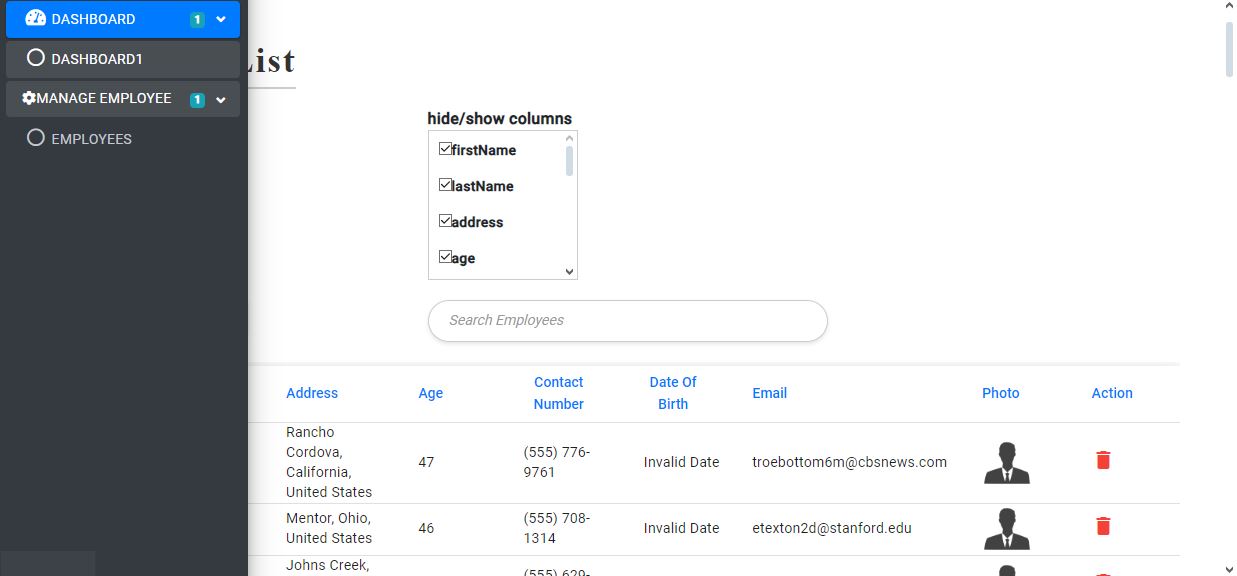 DASHBOARD 1
DASHBOARD1
MANAGE EMPLOYEE 1
EMPLOYEES
List
hide/show columns
firstName
lastName
address
age
Search Employees
Address Age Contact Number Date Of Birth Email Photo Action
Rancho
Cordova,
California,
United States
47
(555) 776-
9761
Invalid Date
troebottom6m@cbsnews.com
Mentor, Ohio,
United States
46
(555) 708-
1314
Invalid Date
etexton2d@stanford.edu
Johns Creek,
(555) 629-